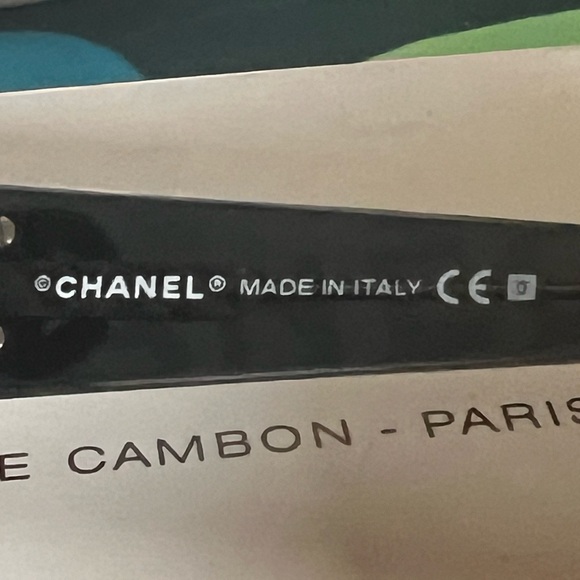 ©CHANEL® MADE IN ITALY CE
E CAMBON - PARIS